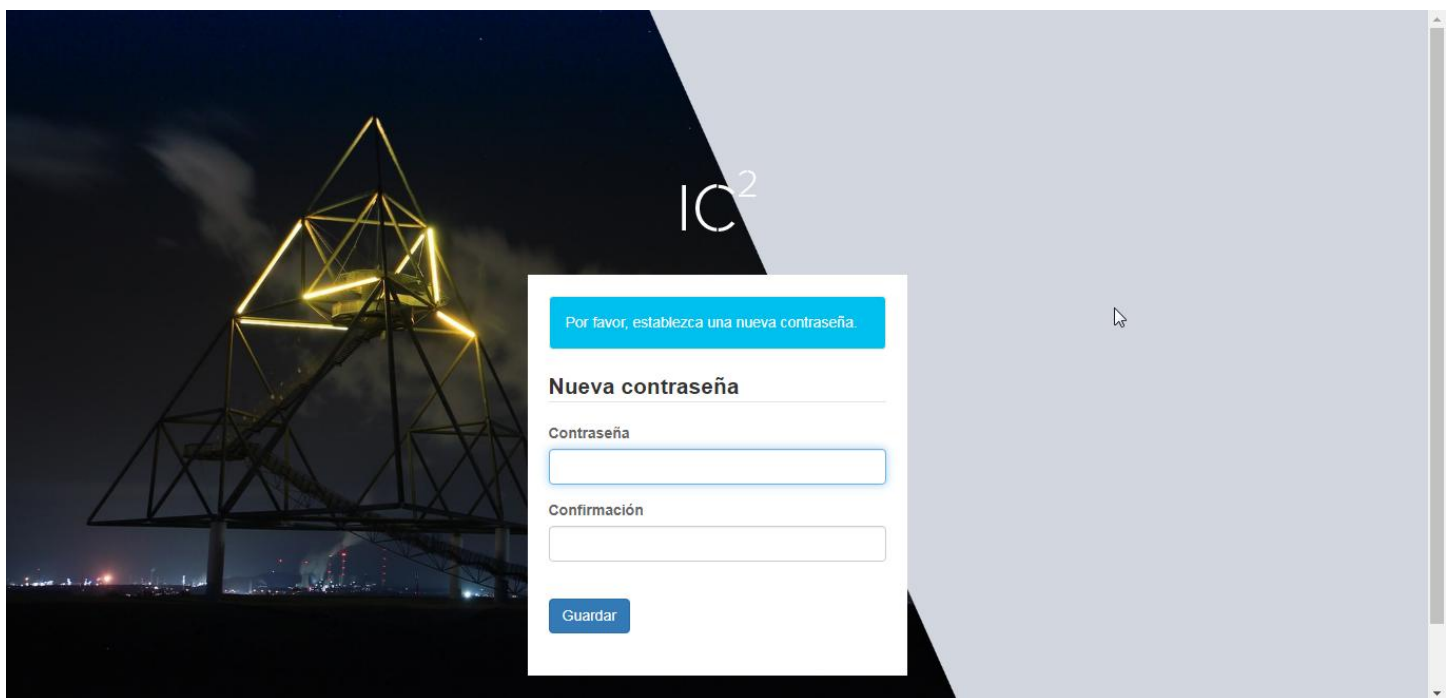 IC²
Por favor, establezca una nueva contraseña.
Nueva contraseña
Contraseña
Confirmación
Guardar